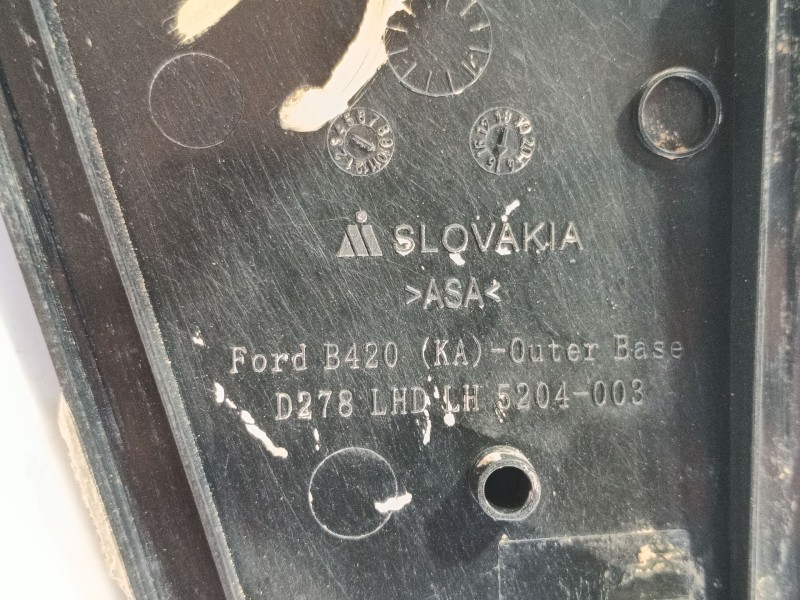 SLOVAKIA
>ASA<
Ford B420 (KA)-Outer Base
D278 LHD LH 5204-003